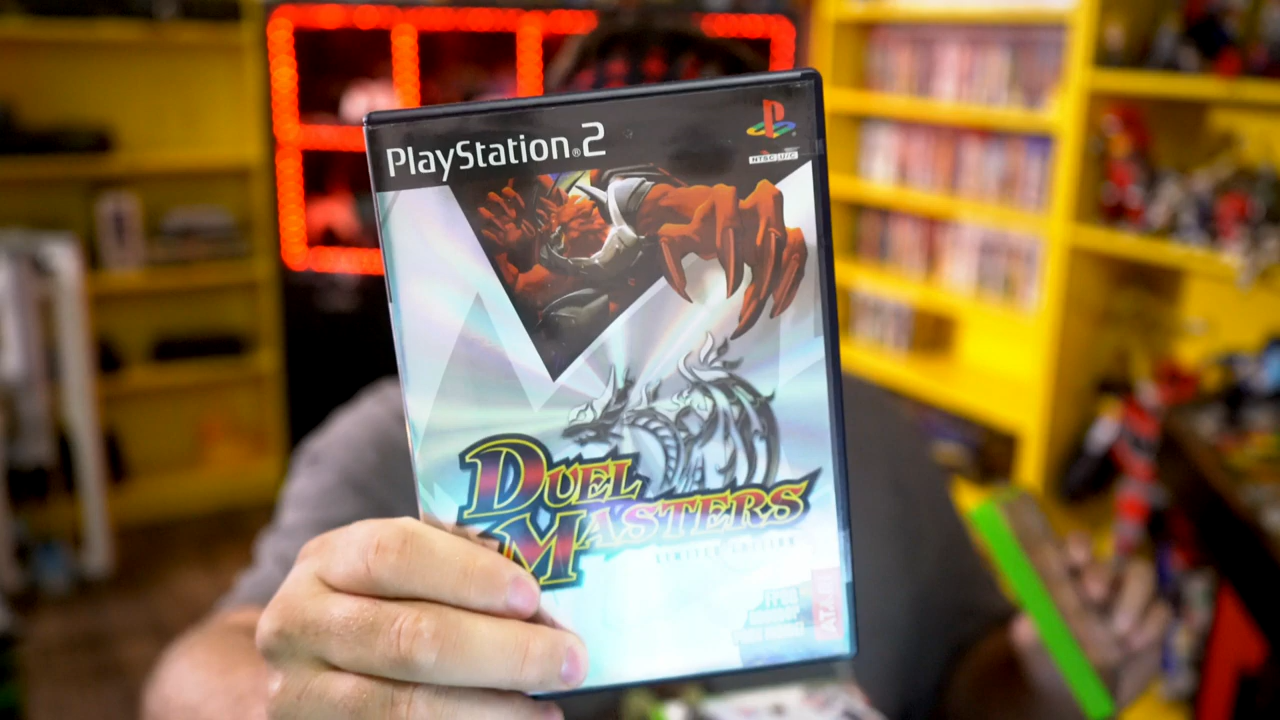 PlayStation®2
NTSC U/C
DUEL
MASTERS
LIMITED EDITION
ATARI